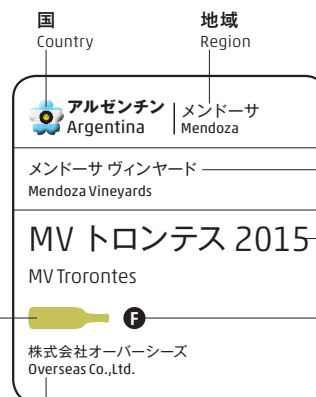 国
Country
地域
Region
アルゼンチン
Argentina
メンドーサ
Mendoza
メンドーサ ヴィンヤード
Mendoza Vineyards
MV トロンテス 2015
MV Trorontes
F
株式会社オーバーシーズ
Overseas Co.,Ltd.